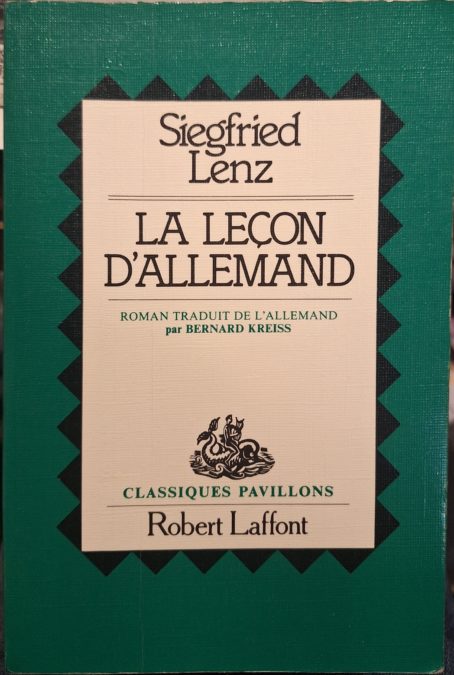 Siegfried
Lenz
LA LEÇON
D'ALLEMAND
ROMAN TRADUIT DE L'ALLEMAND
par BERNARD KREISS
CLASSIQUES PAVILLONS
Robert Laffont